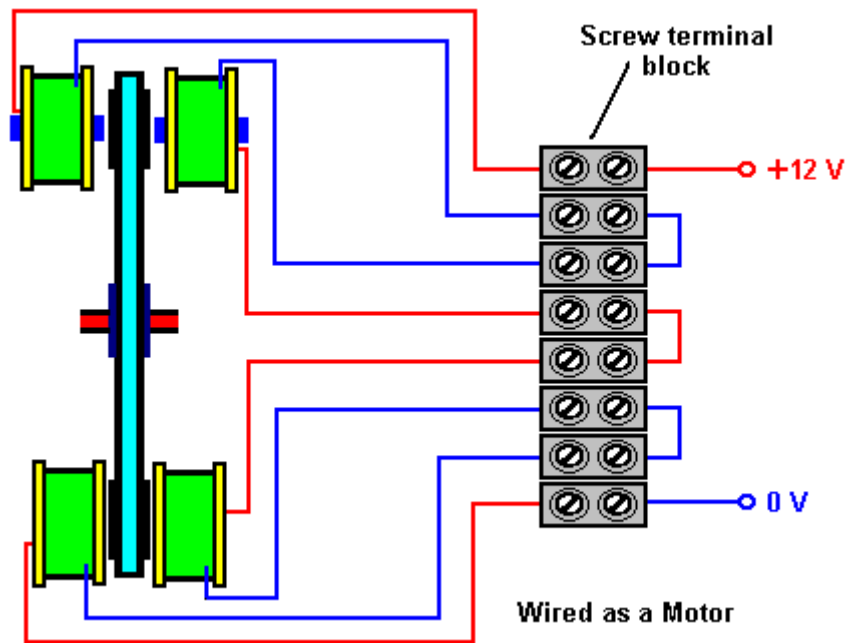 Screw terminal
block
+12 V
0 V
Wired as a Motor